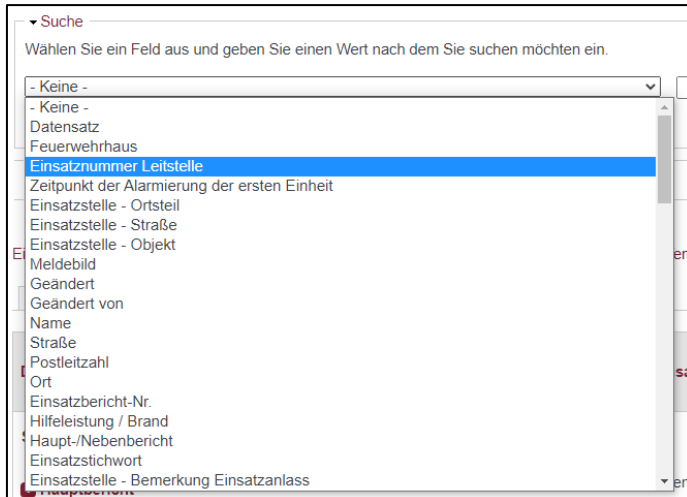 Suche
Wählen Sie ein Feld aus und geben Sie einen Wert nach dem Sie suchen möchten ein.
- Keine -
- Keine -
Datensatz
Feuerwehrhaus
Einsatznummer Leitstelle
Zeitpunkt der Alarmierung der ersten Einheit
Einsatzstelle - Ortsteil
Einsatzstelle - Straße
Einsatzstelle - Objekt
Meldebild
Geändert
Geändert von
Name
Straße
Postleitzahl
Ort
Einsatzbericht-Nr.
Hilfeleistung / Brand
Haupt-/Nebenbericht
Einsatzstichwort
Einsatzstelle - Bemerkung Einsatzanlass